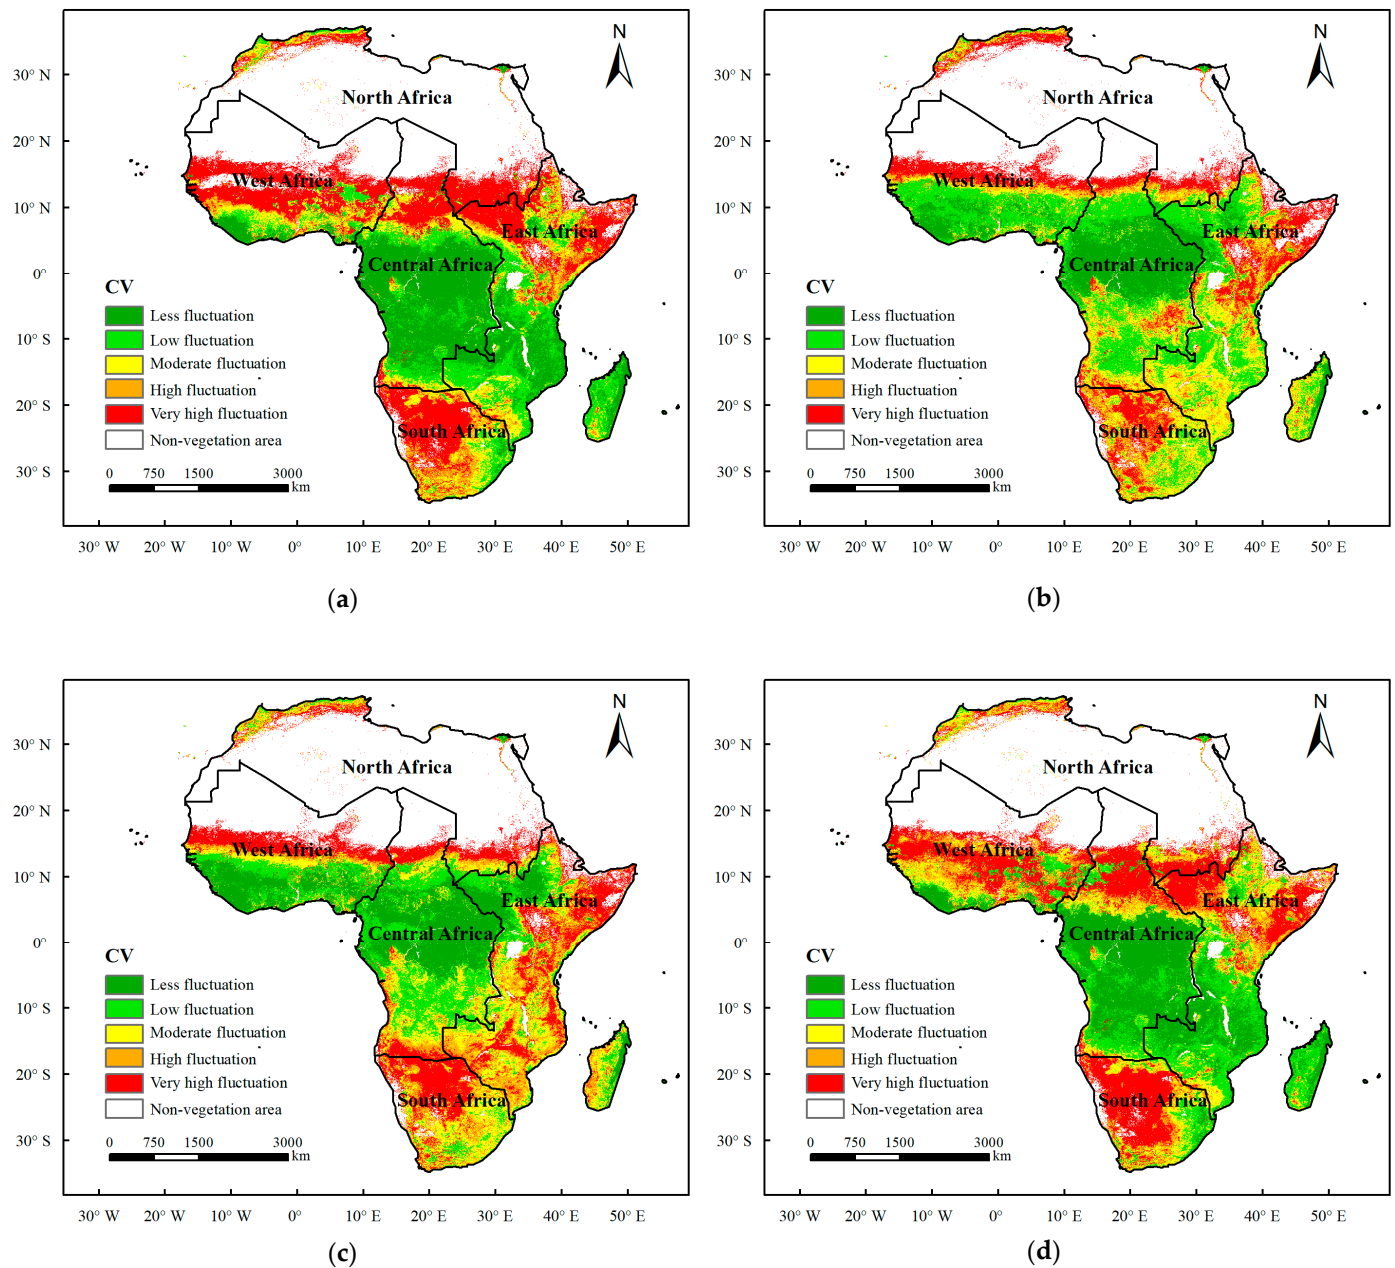 N
30° N
20° N
10° N
0°
10° S
20° S
30° S
North Africa
West Africa
East Africa
Central Africa
South Africa
CV
Less fluctuation
Low fluctuation
Moderate fluctuation
High fluctuation
Very high fluctuation
Non-vegetation area
0 750 1500 3000
km
30° W 20° W 10° W 0° 10° E 20° E 30° E 40° E 50° E
(a)
N
30° N
20° N
10° N
0°
10° S
20° S
30° S
North Africa
West Africa
East Africa
Central Africa
South Africa
CV
Less fluctuation
Low fluctuation
Moderate fluctuation
High fluctuation
Very high fluctuation
Non-vegetation area
0 750 1500 3000
km
30° W 20° W 10° W 0° 10° E 20° E 30° E 40° E 50° E
(b)
N
30° N
20° N
10° N
0°
10° S
20° S
30° S
North Africa
West Africa
East Africa
Central Africa
South Africa
CV
Less fluctuation
Low fluctuation
Moderate fluctuation
High fluctuation
Very high fluctuation
Non-vegetation area
0 750 1500 3000
km
30° W 20° W 10° W 0° 10° E 20° E 30° E 40° E 50° E
(c)
N
30° N
20° N
10° N
0°
10° S
20° S
30° S
North Africa
West Africa
East Africa
Central Africa
South Africa
CV
Less fluctuation
Low fluctuation
Moderate fluctuation
High fluctuation
Very high fluctuation
Non-vegetation area
0 750 1500 3000
km
30° W 20° W 10° W 0° 10° E 20° E 30° E 40° E 50° E
(d)